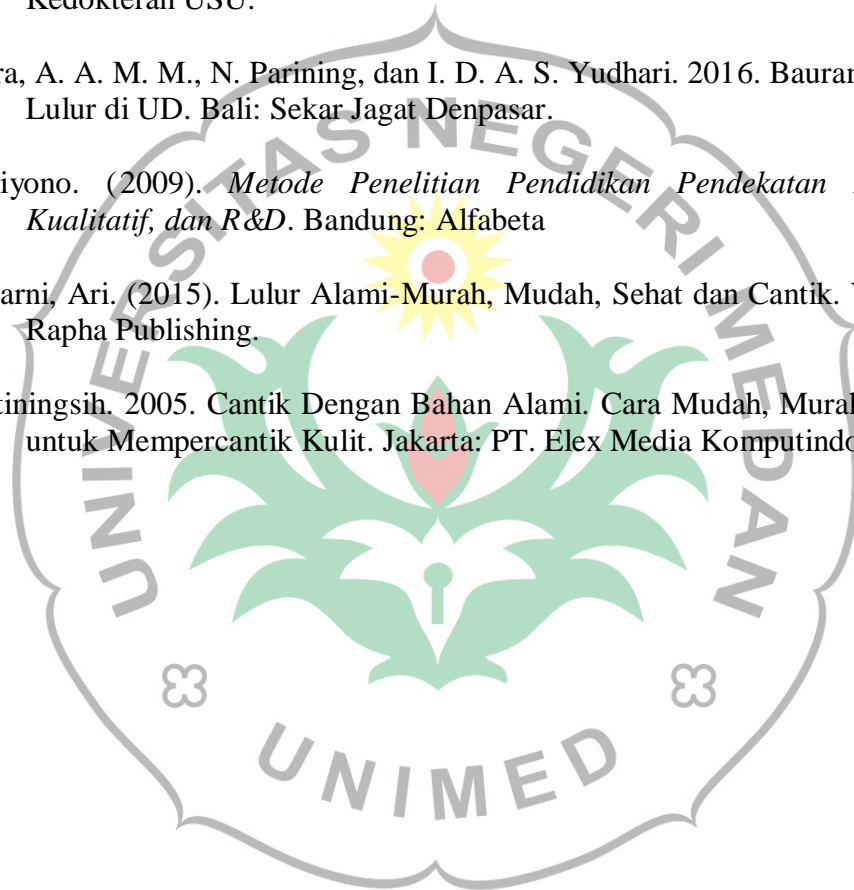 Kedokteran USU.
ra, A. A. M. M., N. Parining, dan I. D. A. S. Yudhari. 2016. Bauran
Lulur di UD. Bali: Sekar Jagat Denpasar.
iyono. (2009). Metode Penelitian Pendidikan Pendekatan
Kualitatif, dan R&D. Bandung: Alfabeta
arni, Ari. (2015). Lulur Alami-Murah, Mudah, Sehat dan Cantik.
Rapha Publishing.
tiningsih. 2005. Cantik Dengan Bahan Alami. Cara Mudah, Murah
untuk Mempercantik Kulit. Jakarta: PT. Elex Media Komputindo
UNIVERSITAS NEGERI MEDAN
UNIMED